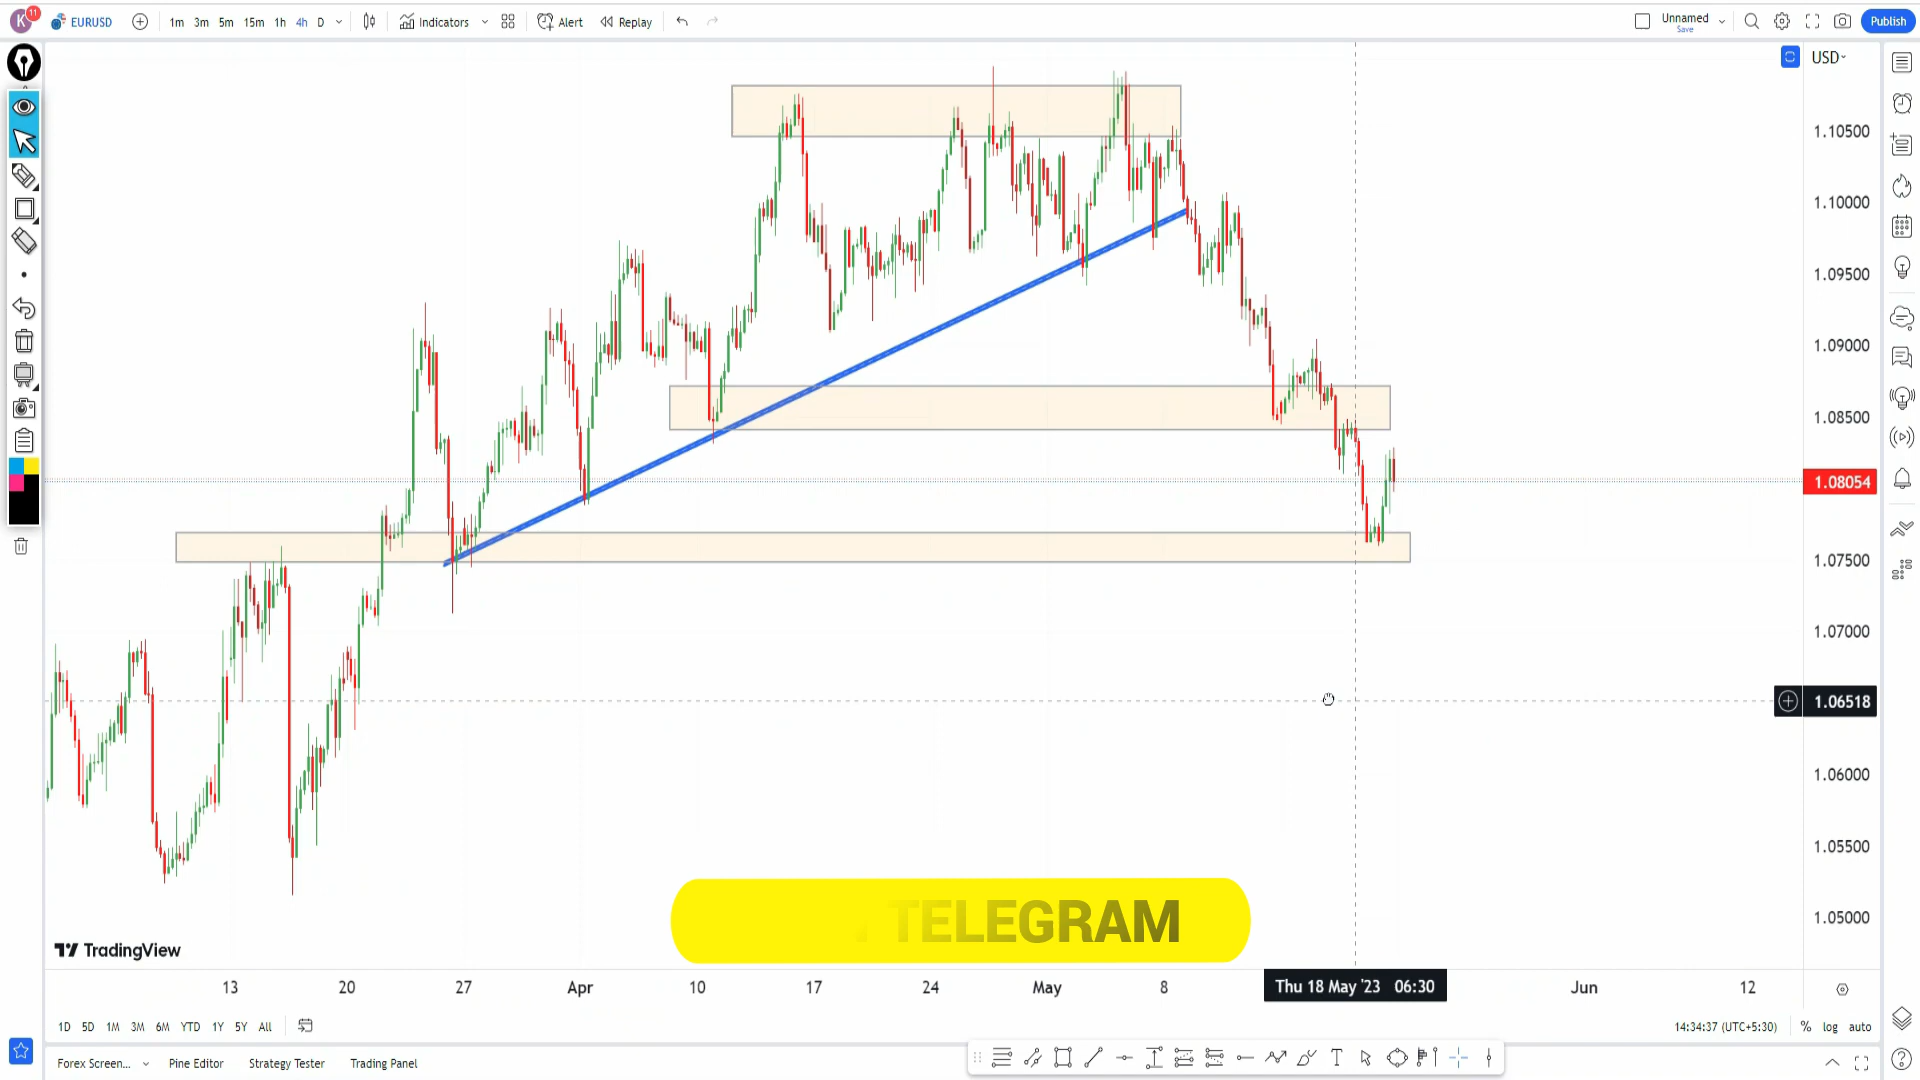 K 11 EURUSD 1m 3m 5m 15m 1h 4h D Indicators Alert Replay Unnamed Save Publish
USD
1.10500
1.10000
1.09500
1.09000
1.08500
1.08054
1.07500
1.07000
1.06518
1.06000
1.05500
1.05000
TELEGRAM
TradingView
13 20 27 Apr 10 17 24 May 8 Thu 18 May '23 06:30 Jun 12
1D 5D 1M 3M 6M YTD 1Y 5Y All 14:34:37 (UTC+5:30) % log auto
Forex Screen... Pine Editor Strategy Tester Trading Panel